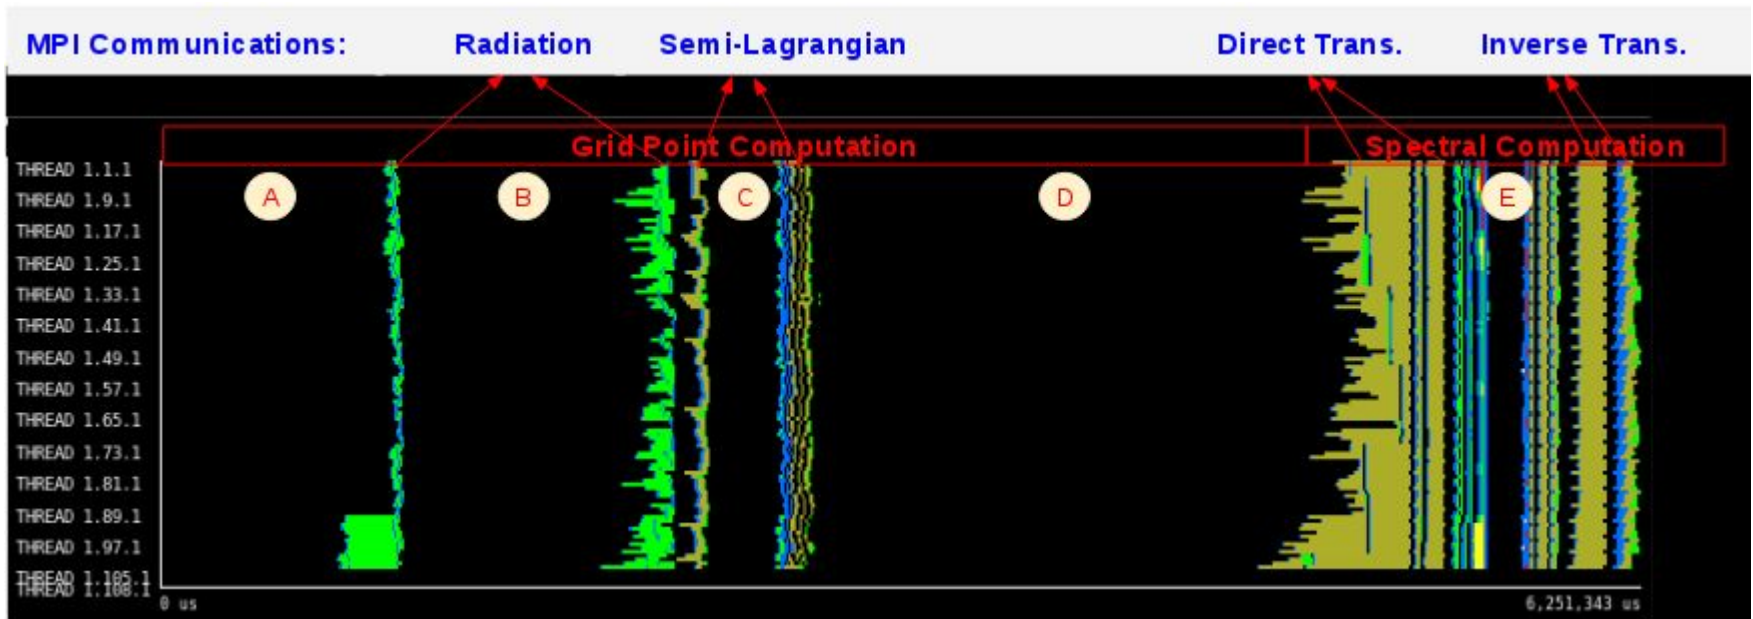 MPI Communications: Radiation Semi-Lagrangian Direct Trans. Inverse Trans.
Grid Point Computation Spectral Computation
THREAD 1.1.1
A B C D E
THREAD 1.9.1
THREAD 1.17.1
THREAD 1.25.1
THREAD 1.33.1
THREAD 1.41.1
THREAD 1.49.1
THREAD 1.57.1
THREAD 1.65.1
THREAD 1.73.1
THREAD 1.81.1
THREAD 1.89.1
THREAD 1.97.1
THREAD 1.105.1
THREAD 1.108.1
0 us 6,251,343 us